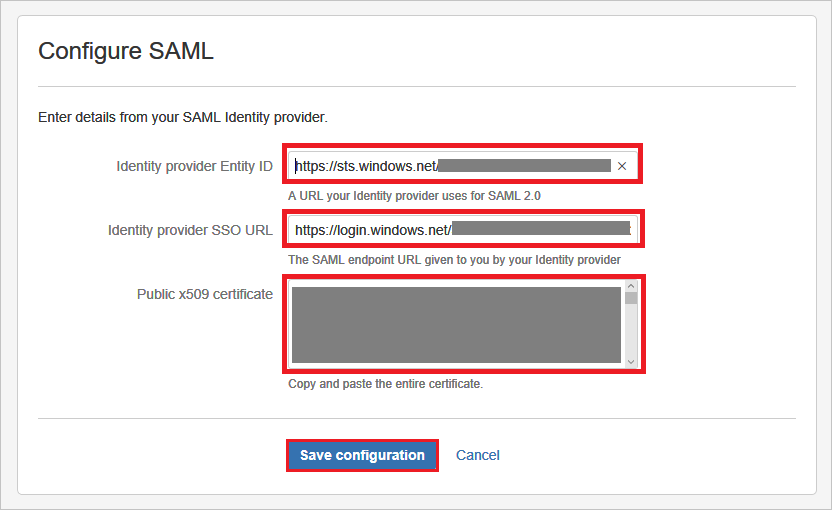 Configure SAML
Enter details from your SAML Identity provider.
Identity provider Entity ID
https://sts.windows.net/
A URL your Identity provider uses for SAML 2.0
Identity provider SSO URL
https://login.windows.net/
The SAML endpoint URL given to you by your Identity provider
Public x509 certificate
Copy and paste the entire certificate.
Save configuration Cancel